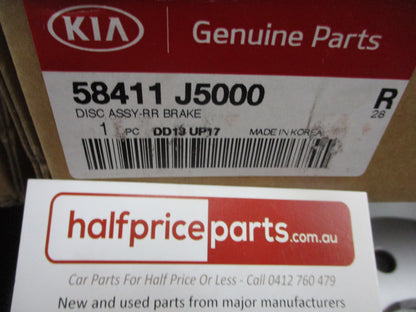 KIA Genuine Parts
58411 J5000
DISC ASSY-RR BRAKE
R
28
1 PC DD13 UP17 MADE IN KOREA
halfpriceparts.com.au
Car Parts For Half Price Or Less - Call 0412 760 479
New and used parts from major manufacturers